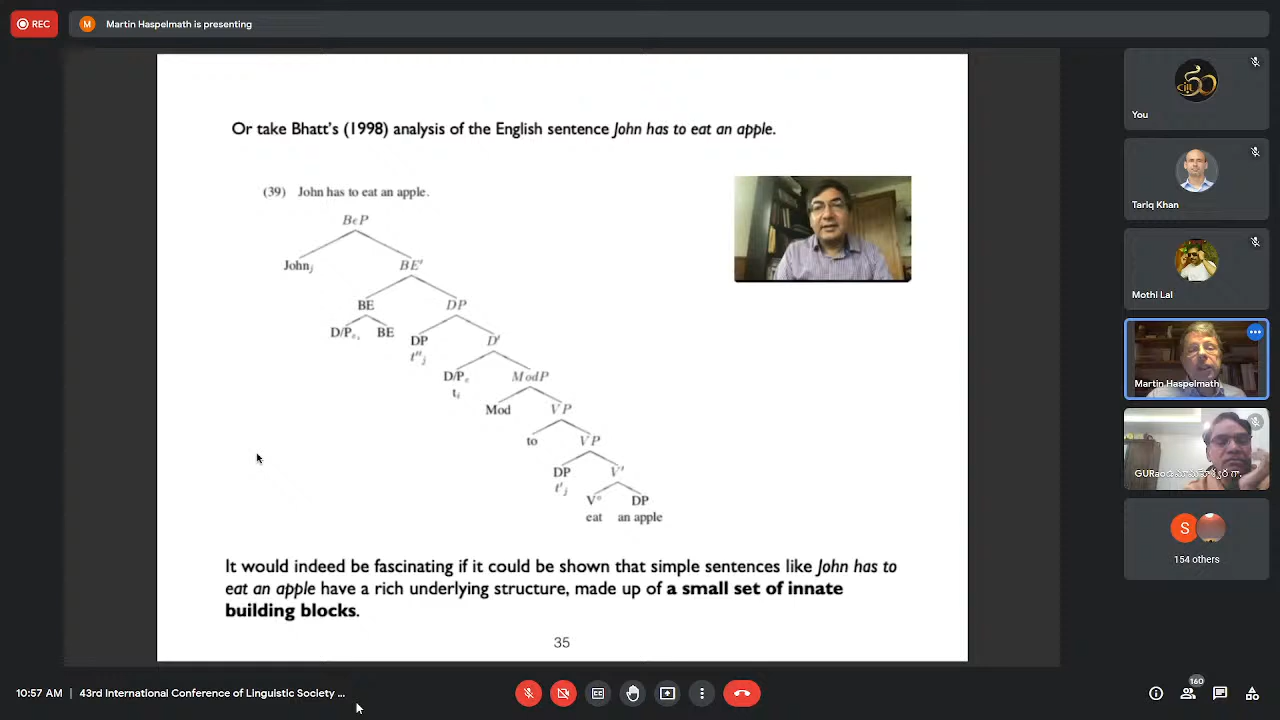 REC
M Martin Haspelmath is presenting
Or take Bhatt's (1998) analysis of the English sentence John has to eat an apple.
(39) John has to eat an apple.
BeP
Johnj BE'
BE DP
D/Pe, BE DP D'
t''j
D/Pe ModP
ti
Mod VP
to VP
DP V'
t'j
V° DP
eat an apple
It would indeed be fascinating if it could be shown that simple sentences like John has to
eat an apple have a rich underlying structure, made up of a small set of innate
building blocks.
35
You
Tariq Khan
Mothi Lal
Martin Haspelmath
S
154 others
10:57 AM | 43rd International Conference of Linguistic Society ...
160